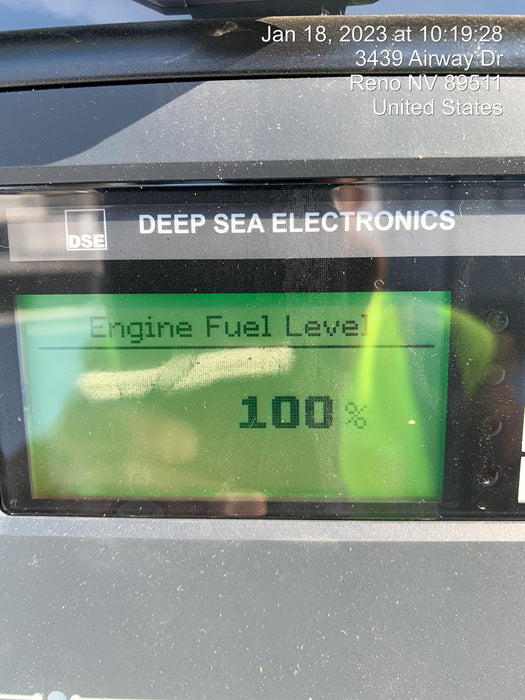 Jan 18, 2023 at 10:19:28
3439 Airway Dr
Reno NV 89511
United States
DSE
DEEP SEA ELECTRONICS
Engine Fuel Level
100 %